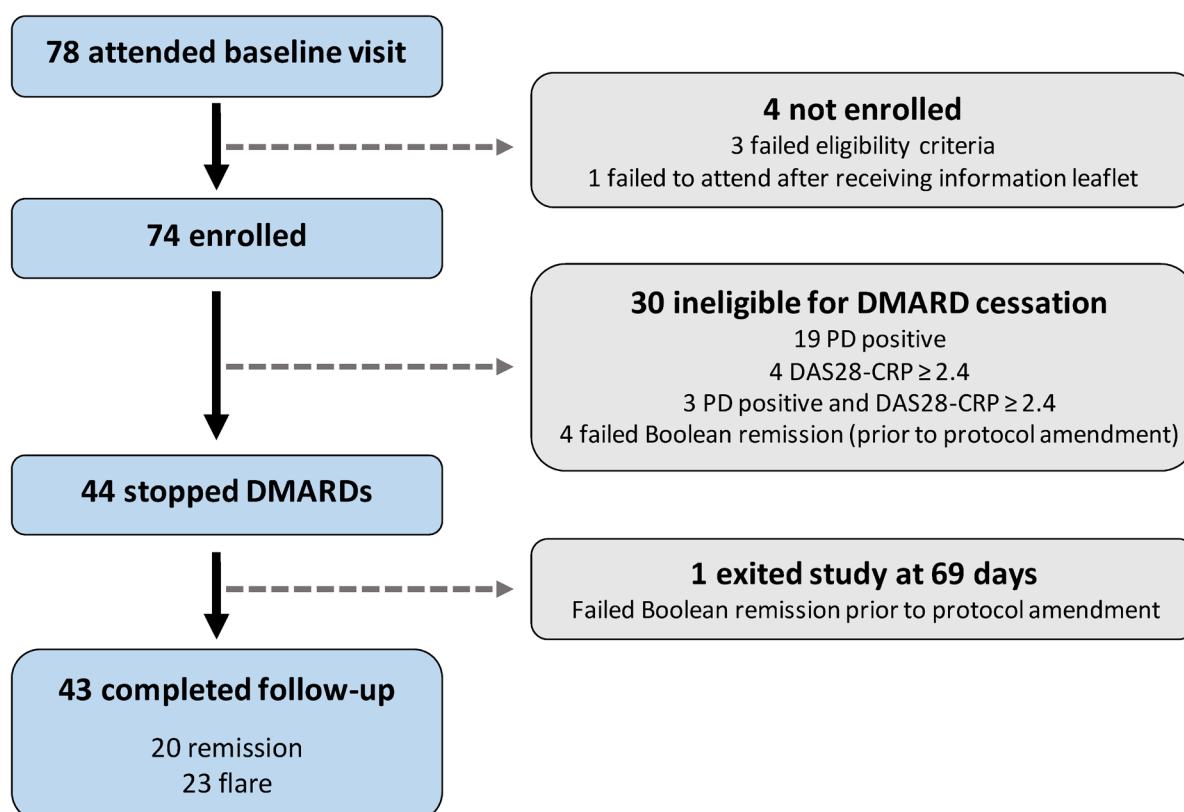 78 attended baseline visit
4 not enrolled
3 failed eligibility criteria
1 failed to attend after receiving information leaflet
74 enrolled
30 ineligible for DMARD cessation
19 PD positive
4 DAS28-CRP ≥ 2.4
3 PD positive and DAS28-CRP ≥ 2.4
4 failed Boolean remission (prior to protocol amendment)
44 stopped DMARDs
1 exited study at 69 days
Failed Boolean remission prior to protocol amendment
43 completed follow-up
20 remission
23 flare